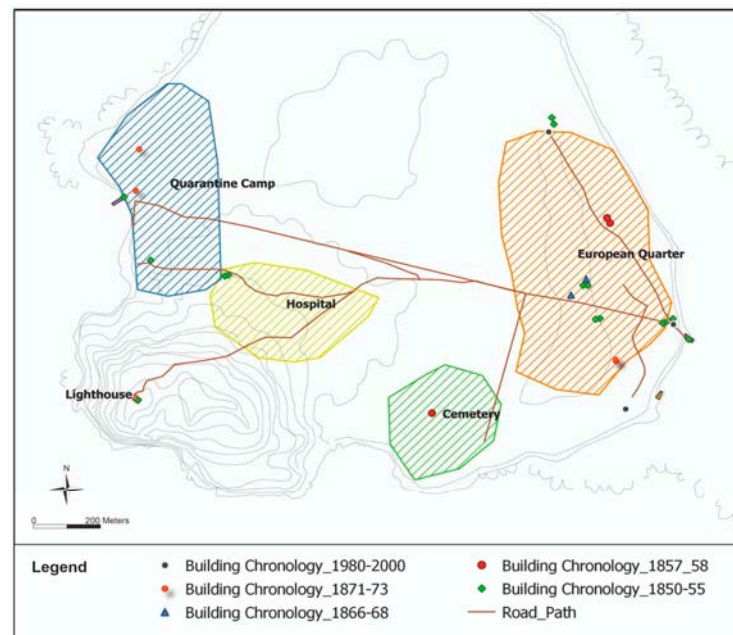 Quarantine Camp
European Quarter
Hospital
Lighthouse
Cemetery
N
0 200 Meters
Legend
Building Chronology_1980-2000
Building Chronology_1871-73
Building Chronology_1866-68
Building Chronology_1857_58
Building Chronology_1850-55
Road_Path